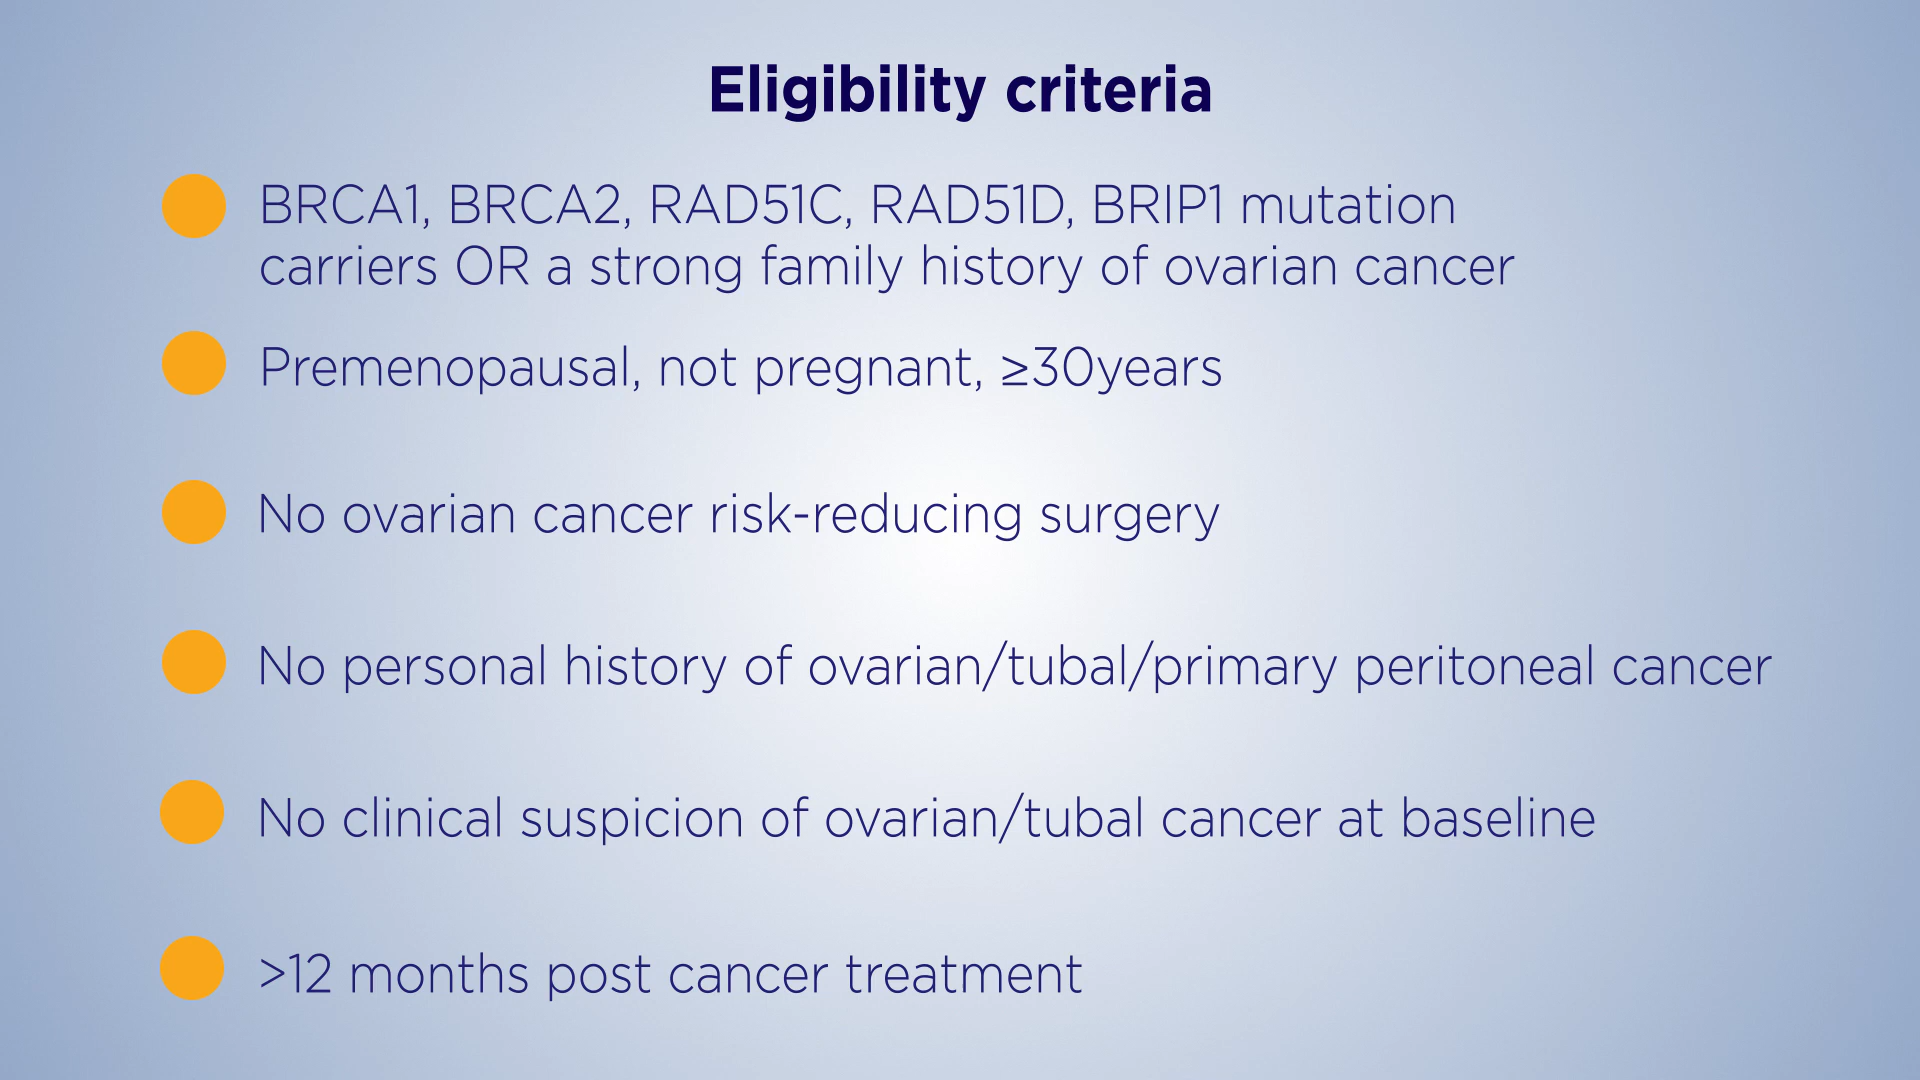 Eligibility criteria
BRCA1, BRCA2, RAD51C, RAD51D, BRIP1 mutation
carriers OR a strong family history of ovarian cancer
Premenopausal, not pregnant, ≥30years
No ovarian cancer risk-reducing surgery
No personal history of ovarian/tubal/primary peritoneal cancer
No clinical suspicion of ovarian/tubal cancer at baseline
>12 months post cancer treatment